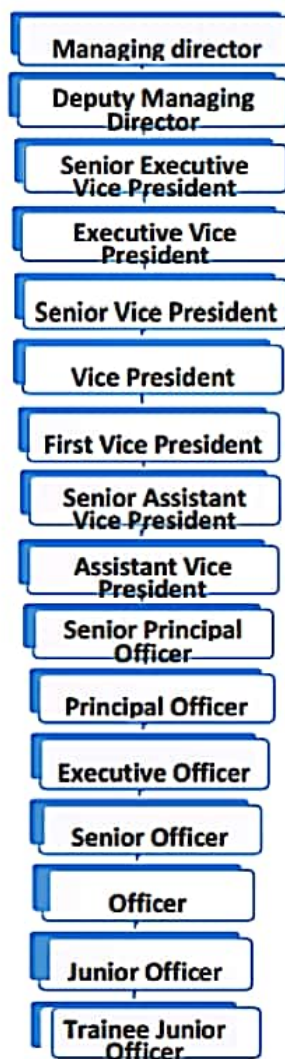 Managing director
Deputy Managing
Director
Senior Executive
Vice President
Executive Vice
President
Senior Vice President
Vice President
First Vice President
Senior Assistant
Vice President
Assistant Vice
President
Senior Principal
Officer
Principal Officer
Executive Officer
Senior Officer
Officer
Junior Officer
Trainee Junior
Officer